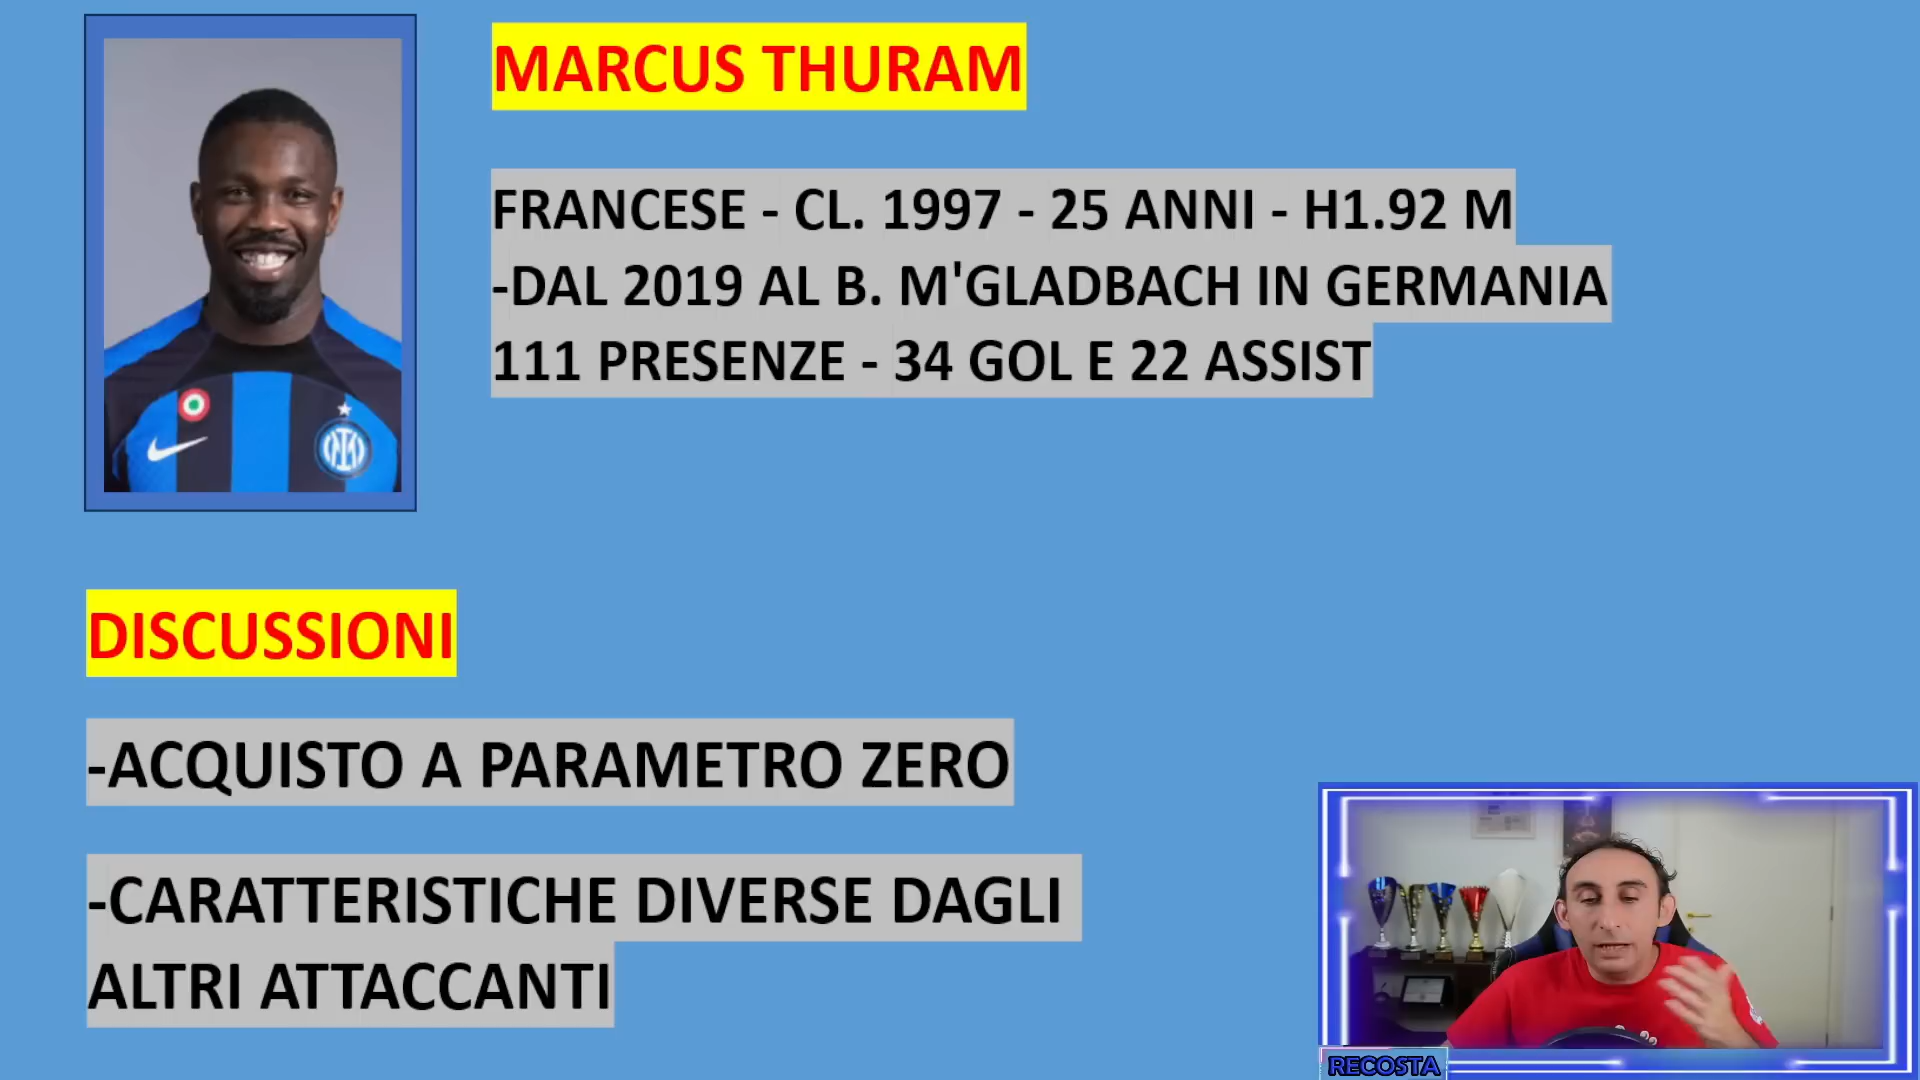 MARCUS THURAM
FRANCESE - CL. 1997 - 25 ANNI - H1.92 M
-DAL 2019 AL B. M'GLADBACH IN GERMANIA
111 PRESENZE - 34 GOL E 22 ASSIST
DISCUSSIONI
-ACQUISTO A PARAMETRO ZERO
-CARATTERISTICHE DIVERSE DAGLI
ALTRI ATTACCANTI
RECOSTA